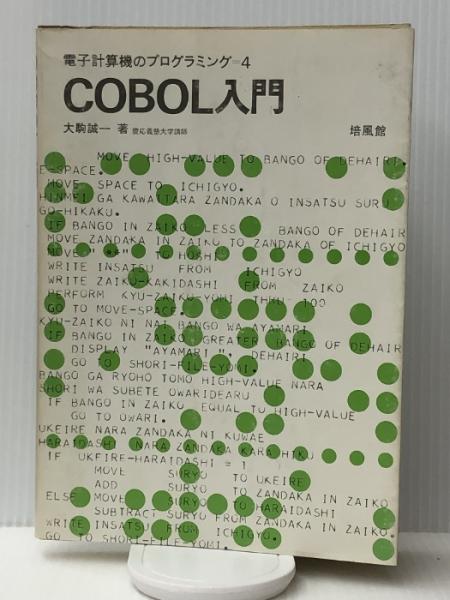 電子計算機のプログラミング=4
COBOL入門
大駒誠一 著 慶応義塾大学講師 培風館
MOVE HIGH-VALUE TO BANGO OF DEHAIRI.
E-SPACE.
MOVE SPACE TO ICHIGYO.
HINMEI GA KAWATTARA ZANDAKA O INSATSU SURU
GO-HIKAKU.
IF BANGO IN ZAIKO LESS BANGO OF DEHAIR
MOVE ZANDAKA IN ZAIKO TO ZANDAKA OF ICHIGYO
MOVE "**" TO HOSHI
WRITE INSATSU FROM ICHIGYO
WRITE ZAIKO-KAKIDASHI FROM ZAIKO
PERFORM KYU-ZAIKO-YOMI THRU 100
GO TO MOVE-SPACE.
KYU-ZAIKO NI NAI BANGO WA AYAMARI
IF BANGO IN ZAIKO GREATER BANGO OF DEHAIR
DISPLAY "AYAMARI", DEHAIRI
GO TO SHORI-FILE-YOMI.
BANGO GA RYOHO TOMO HIGH-VALUE NARA
SHORI WA SUBETE OWARIDEARU
IF BANGO IN ZAIKO EQUAL TO HIGH-VALUE
GO TO OWARI.
UKEIRE NARA ZANDAKA NI KUWAE
HARAIDASHI NARA ZANDAKA KARA HIKU
IF UKEIRE-HARAIDASHI = 1
MOVE SURYO TO UKEIRE
ADD SURYO TO ZANDAKA IN ZAIKO
ELSE MOVE SURYO TO HARAIDASHI
SUBTRACT SURYO FROM ZANDAKA IN ZAIKO.
WRITE INSATSU FROM ICHIGYO.
GO TO SHORI-FILE-YOMI.